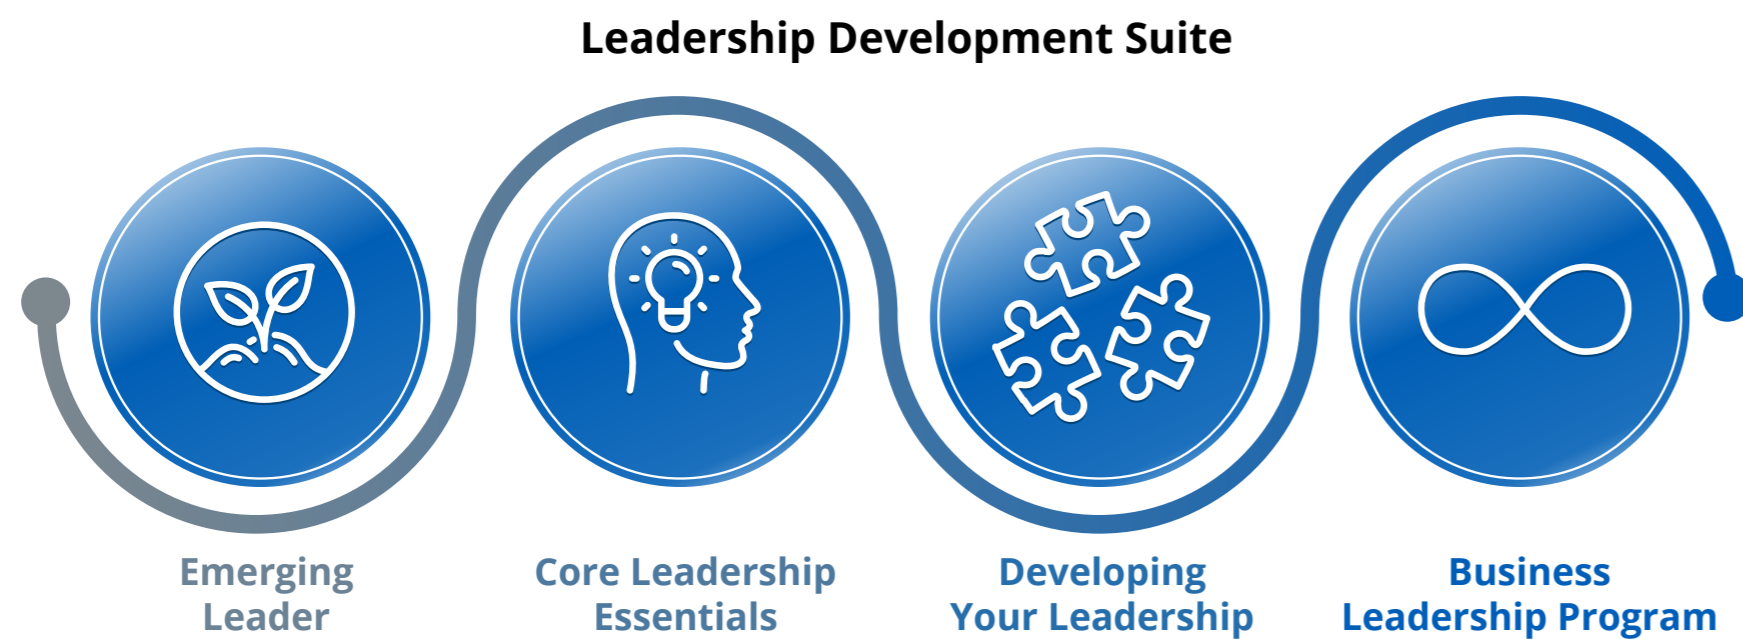 Leadership Development Suite
Emerging
Leader
Core Leadership
Essentials
Developing
Your Leadership
Business
Leadership Program